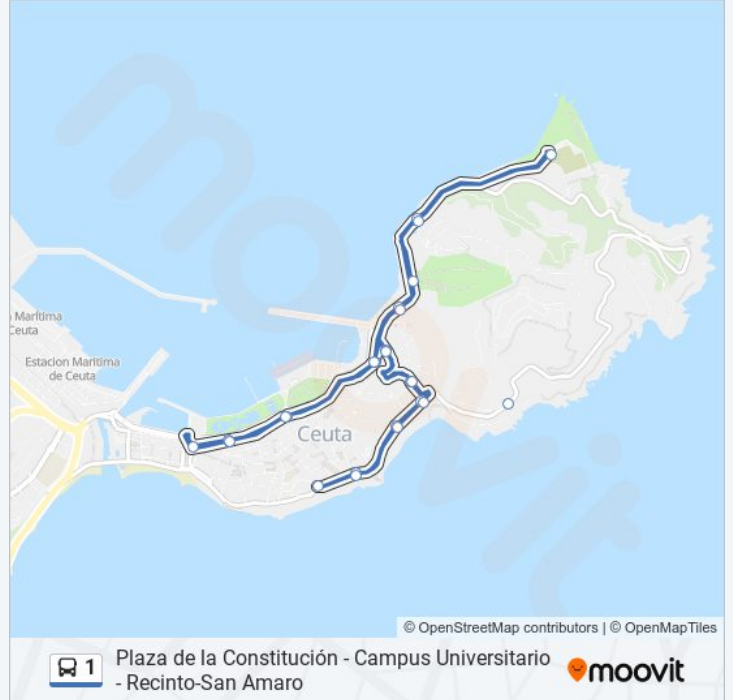 moovit
Maritima
Ceuta
Estacion Maritima
de Ceuta
Ceuta
© OpenStreetMap contributors | © OpenMapTiles
1
Plaza de la Constitución - Campus Universitario
- Recinto-San Amaro
moovit